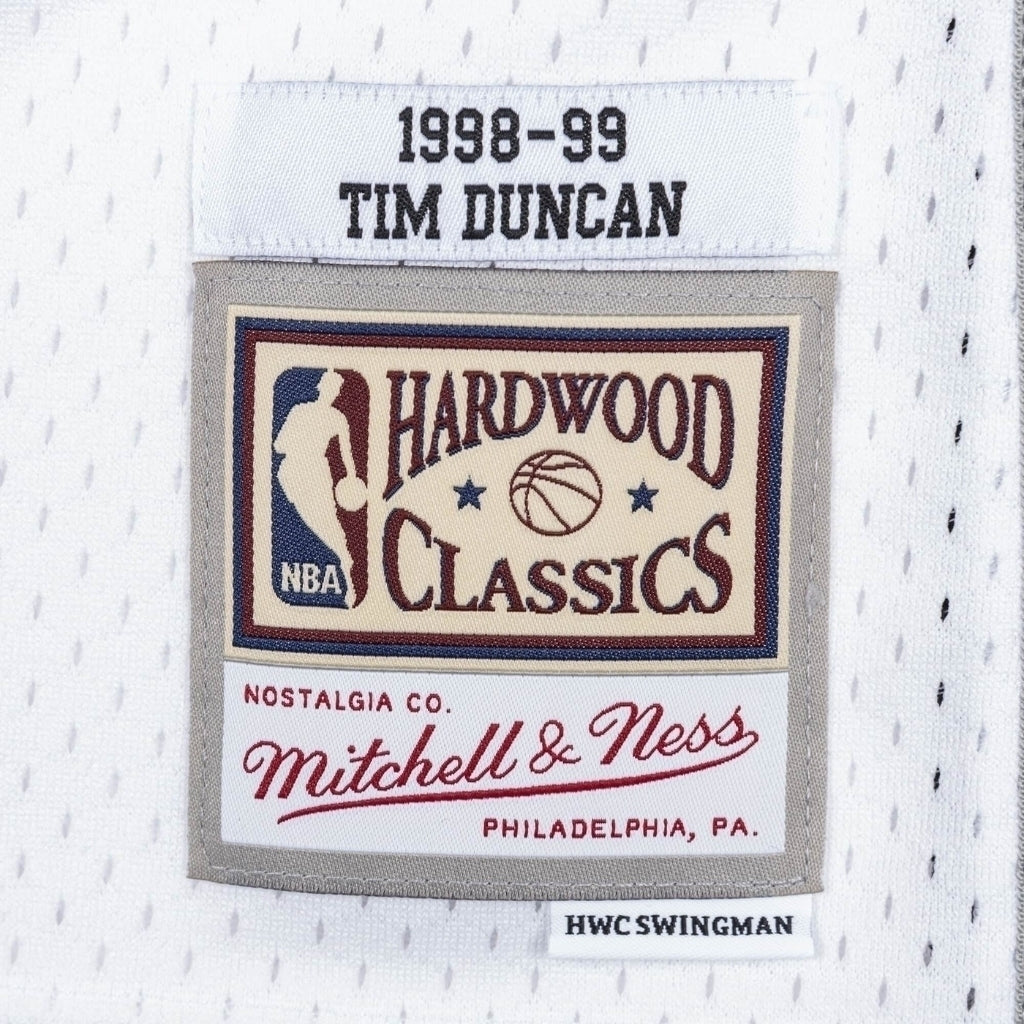 1998-99
TIM DUNCAN
HARDWOOD
CLASSICS
NBA
NOSTALGIA CO.
Mitchell & Ness
PHILADELPHIA, PA.
HWC SWINGMAN